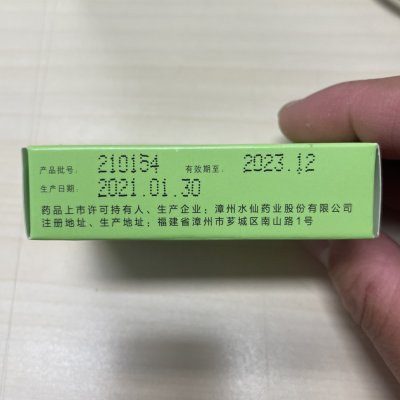 产品批号: 210154 有效期至: 2023.12
生产日期: 2021.01.30
药品上市许可持有人、生产企业: 漳州水仙药业股份有限公司
注册地址、生产地址: 福建省漳州市芗城区南山路1号